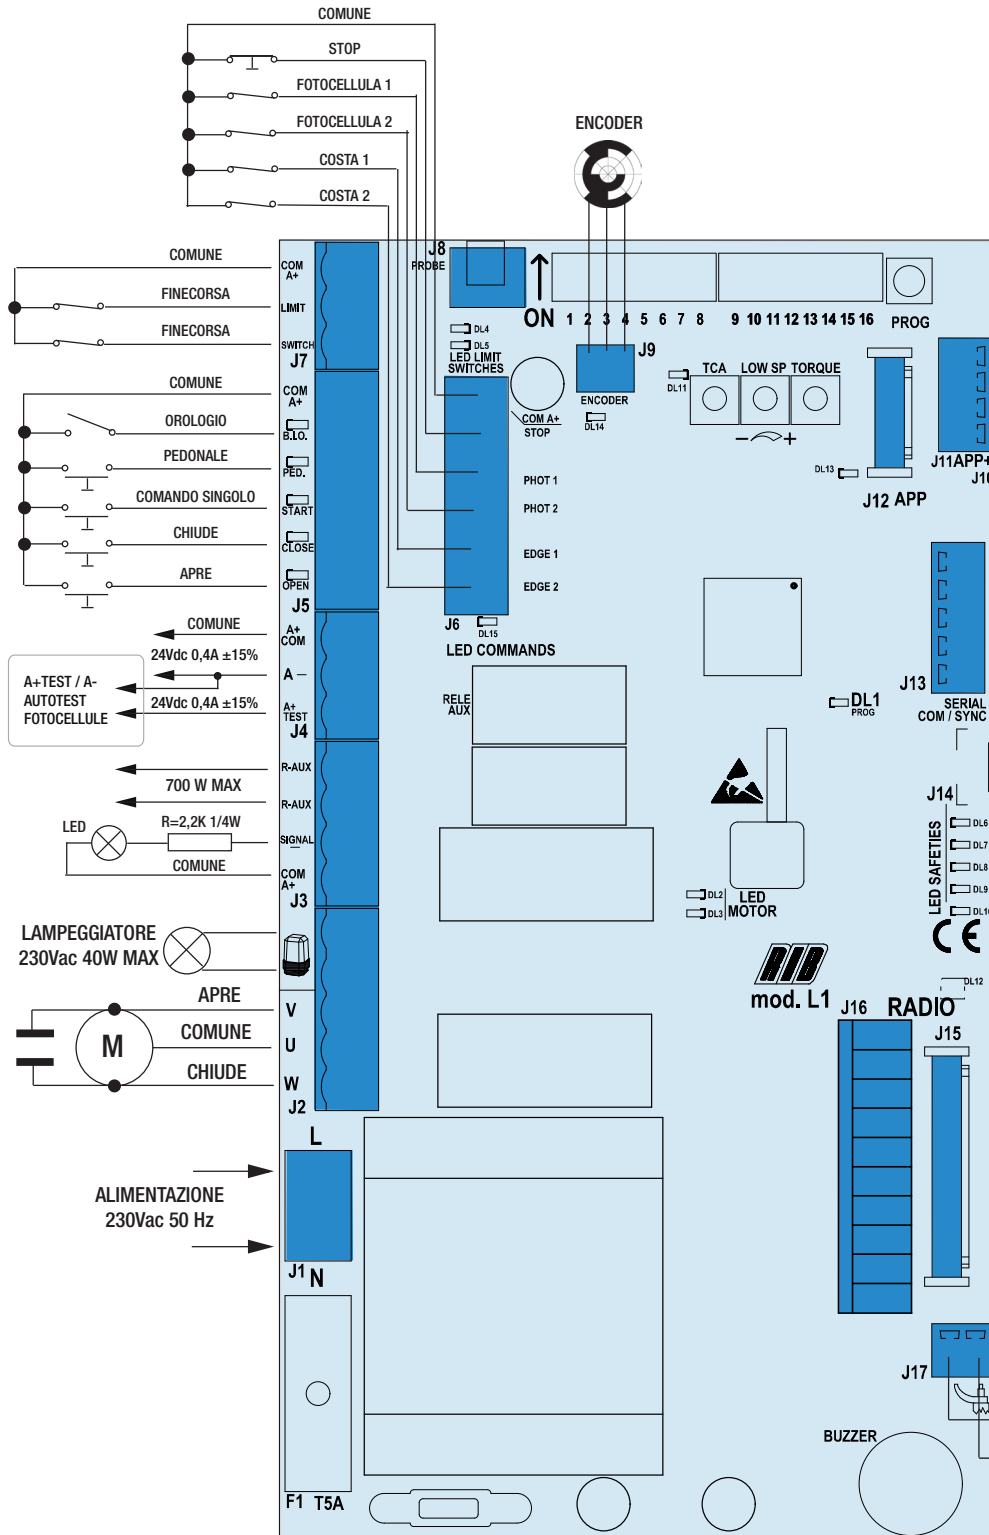 COMUNE
STOP
FOTOCELLULA 1
FOTOCELLULA 2
COSTA 1
COSTA 2
ENCODER
COMUNE
FINECORSA
FINECORSA
COM
A+
LIMIT
SWITCH
J7
J8
PROBE
ON
1 2 3 4 5 6 7 8
9 10 11 12 13 14 15 16
PROG
DL4
DL5
LED LIMIT
SWITCHES
J9
ENCODER
DL14
COM A+
STOP
DL11
TCA
LOW SP
TORQUE
− +
DL13
J12 APP
J11APP+
COMUNE
OROLOGIO
PEDONALE
COMANDO SINGOLO
CHIUDE
APRE
COM
A+
B.I.O.
PED.
START
CLOSE
OPEN
J5
PHOT 1
PHOT 2
EDGE 1
EDGE 2
J6
DL15
LED COMMANDS
COMUNE
24Vdc 0,4A ±15%
A+TEST / A-
AUTOTEST
FOTOCELLULE
24Vdc 0,4A ±15%
A+
COM
A −
A+
TEST
J4
RELE
AUX
DL1
PROG
J13
SERIAL
COM / SYNC
700 W MAX
R-AUX
R-AUX
LED
R=2,2K 1/4W
COMUNE
SIGNAL
COM
A+
J3
J14
LED SAFETIES
DL6
DL7
DL8
DL9
DL10
DL2
DL3
LED
MOTOR
CE
LAMPEGGIATORE
230Vac 40W MAX
APRE
COMUNE
CHIUDE
M
V
U
W
J2
RIB
mod. L1
DL12
J16
RADIO
J15
L
ALIMENTAZIONE
230Vac 50 Hz
J1
N
J17
BUZZER
F1 T5A